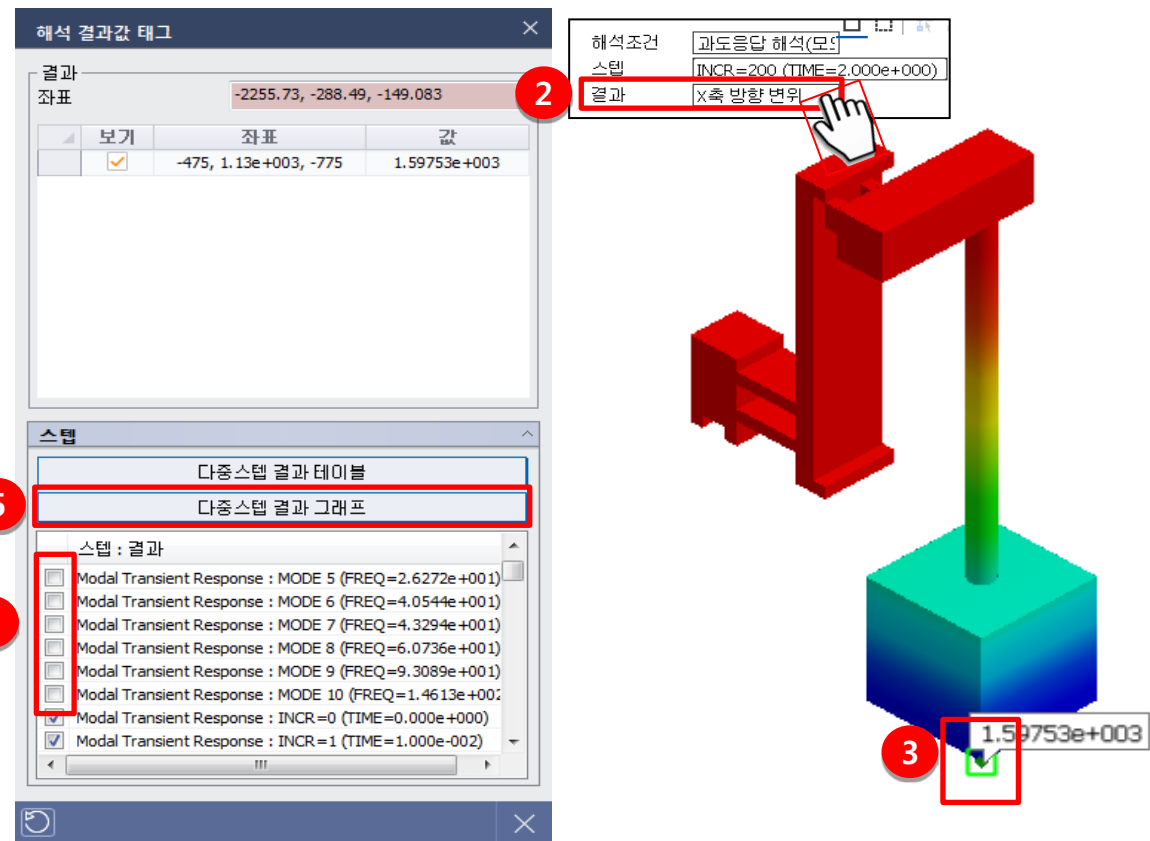 해석 결과값 태그
결과
좌표 -2255.73, -288.49, -149.083
보기 좌표 값
-475, 1.13e+003, -775 1.59753e+003
스텝
다중스텝 결과 테이블
5
다중스텝 결과 그래프
스텝 : 결과
Modal Transient Response : MODE 5 (FREQ=2.6272e+001)
Modal Transient Response : MODE 6 (FREQ=4.0544e+001)
Modal Transient Response : MODE 7 (FREQ=4.3294e+001)
Modal Transient Response : MODE 8 (FREQ=6.0736e+001)
Modal Transient Response : MODE 9 (FREQ=9.3089e+001)
Modal Transient Response : MODE 10 (FREQ=1.4613e+002
Modal Transient Response : INCR=0 (TIME=0.000e+000)
Modal Transient Response : INCR=1 (TIME=1.000e-002)
해석조건 과도응답 해석(모
스텝 INCR=200 (TIME=2.000e+000)
2
결과 X축 방향 변위
1.59753e+003
3